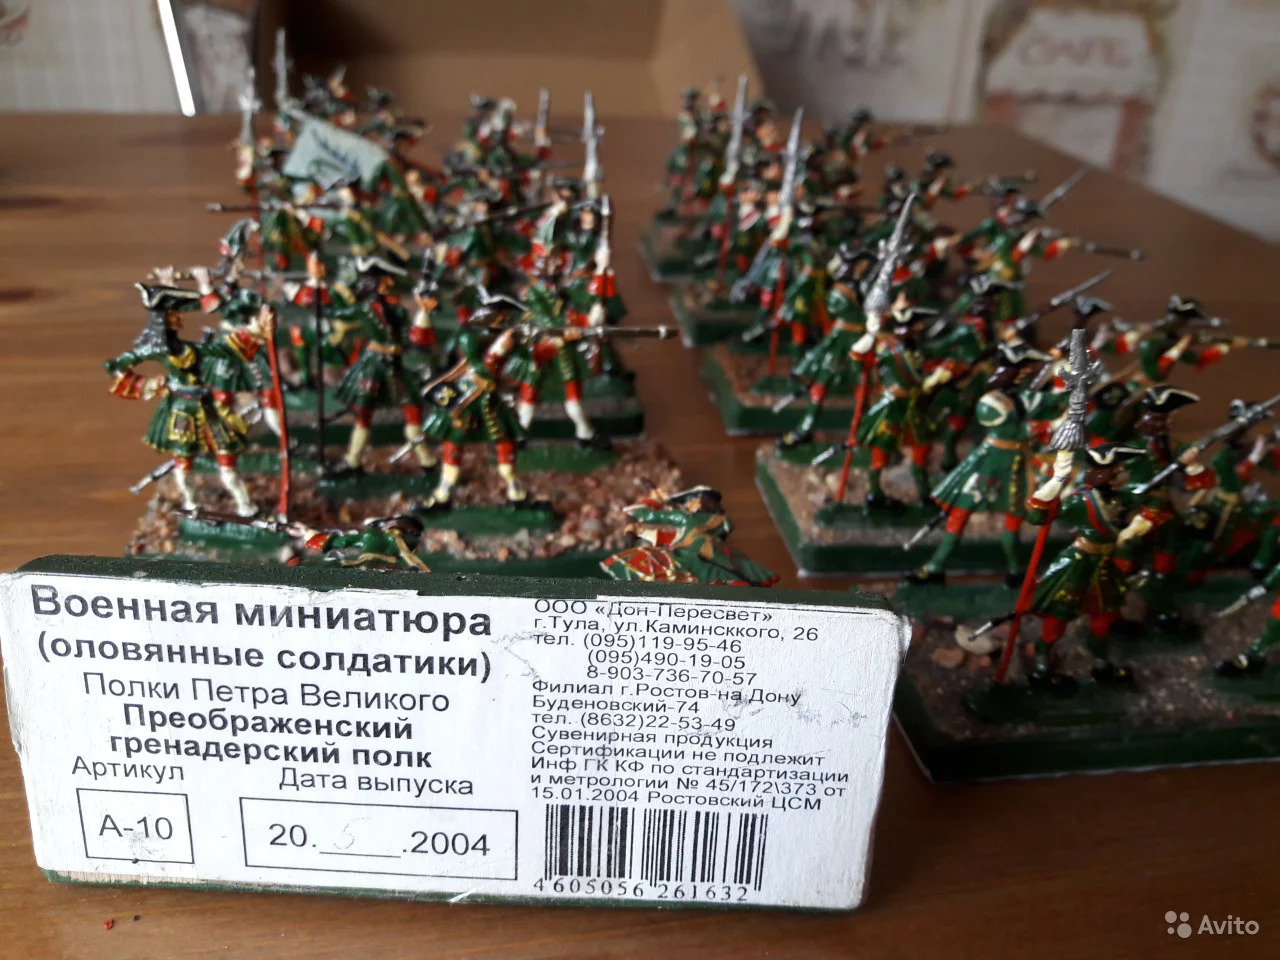 CAFE
Военная миниатюра
(оловянные солдатики)
Полки Петра Великого
Преображенский
гренадерский полк
Артикул
Дата выпуска
А-10
20. 5 .2004
ООО «Дон-Пересвет»
г.Тула, ул.Каминсккого, 26
тел. (095)119-95-46
(095)490-19-05
8-903-736-70-57
Филиал г.Ростов-на Дону
Буденовский-74
тел. (8632)22-53-49
Сувенирная продукция
Сертификации не подлежит
Инф ГК КФ по стандартизации
и метрологии № 45/172\373 от
15.01.2004 Ростовский ЦСМ
4 605056 261632
Avito